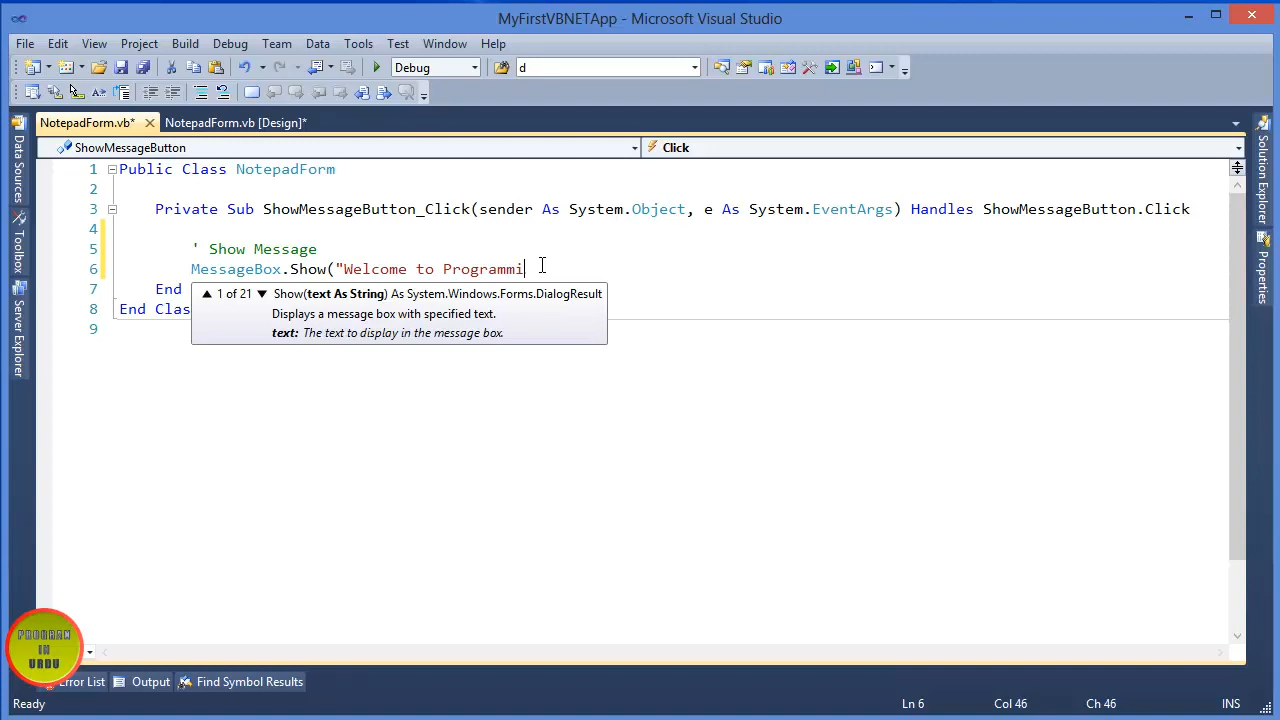 MyFirstVBNETApp - Microsoft Visual Studio
File Edit View Project Build Debug Team Data Tools Test Window Help
Debug d
NotepadForm.vb* NotepadForm.vb [Design]*
ShowMessageButton Click
1 Public Class NotepadForm
2
3 Private Sub ShowMessageButton_Click(sender As System.Object, e As System.EventArgs) Handles ShowMessageButton.Click
4
5 ' Show Message
6 MessageBox.Show("Welcome to Programmi
7 End
1 of 21 Show(text As String) As System.Windows.Forms.DialogResult
8 End Clas
Displays a message box with specified text.
9
text: The text to display in the message box.
Data Sources
Toolbox
Server Explorer
Solution Explorer
Properties
PROGRAM
IN
URDU
Error List Output Find Symbol Results
Ready Ln 6 Col 46 Ch 46 INS